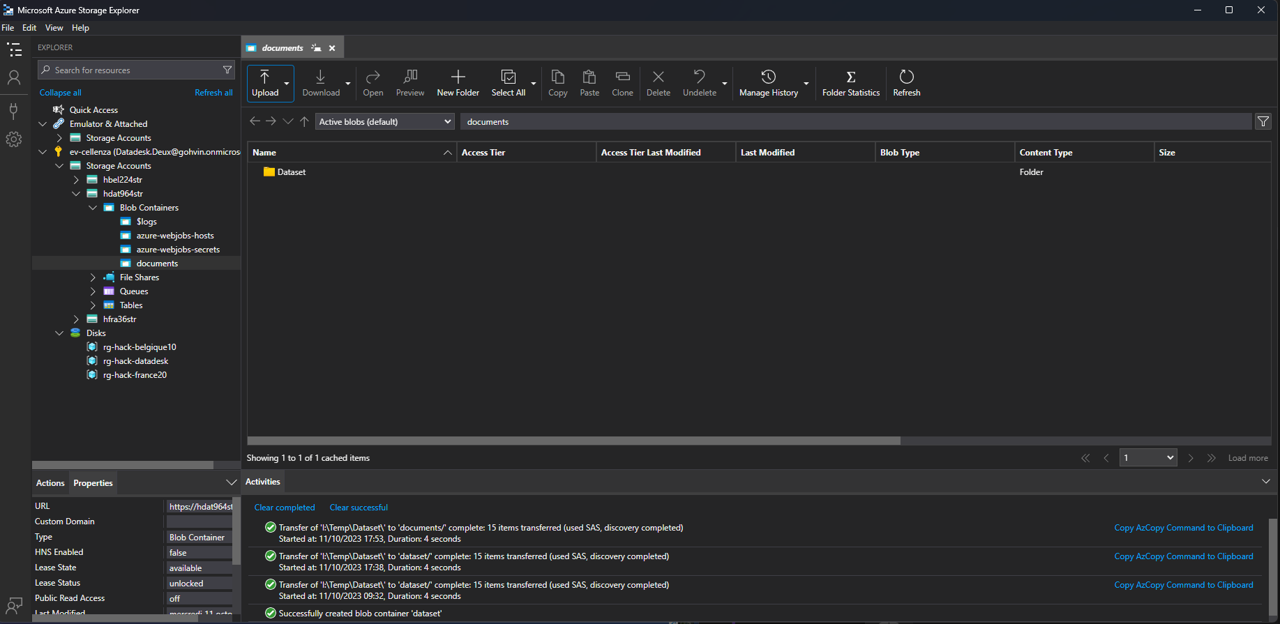 Microsoft Azure Storage Explorer
File Edit View Help
EXPLORER
Search for resources
Collapse all Refresh all
Quick Access
Emulator & Attached
Storage Accounts
ev-cellenza (Datadesk.Deux@gohvin.onmicros
Storage Accounts
hbel224str
hdat964str
Blob Containers
$logs
azure-webjobs-hosts
azure-webjobs-secrets
documents
File Shares
Queues
Tables
hfra36str
Disks
rg-hack-belgique10
rg-hack-datadesk
rg-hack-france20
Actions Properties
URL https://hdat964st
Custom Domain
Type Blob Container
HNS Enabled false
Lease State available
Lease Status unlocked
Public Read Access off
Last Modified mercredi 11 octo
documents
Upload Download Open Preview New Folder Select All Copy Paste Clone Delete Undelete Manage History Folder Statistics Refresh
Active blobs (default) documents
Name Access Tier Access Tier Last Modified Last Modified Blob Type Content Type Size
Dataset Folder
Showing 1 to 1 of 1 cached items 1 Load more
Activities
Clear completed Clear successful
Transfer of 'I:\Temp\Dataset\' to 'documents/' complete: 15 items transferred (used SAS, discovery completed) Copy AzCopy Command to Clipboard
Started at: 11/10/2023 17:53, Duration: 4 seconds
Transfer of 'I:\Temp\Dataset\' to 'dataset/' complete: 15 items transferred (used SAS, discovery completed) Copy AzCopy Command to Clipboard
Started at: 11/10/2023 17:38, Duration: 4 seconds
Transfer of 'I:\Temp\Dataset\' to 'dataset/' complete: 15 items transferred (used SAS, discovery completed) Copy AzCopy Command to Clipboard
Started at: 11/10/2023 09:32, Duration: 4 seconds
Successfully created blob container 'dataset'